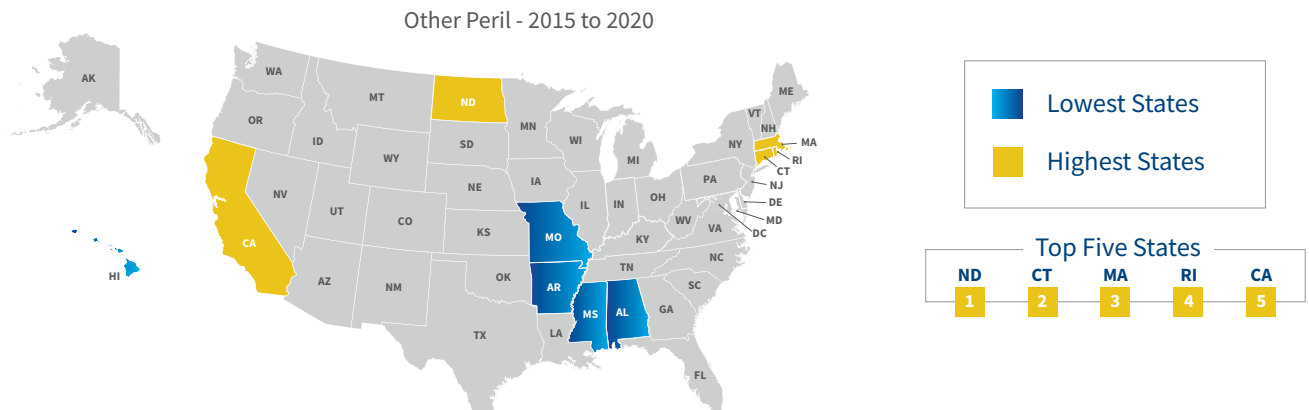 Other Peril - 2015 to 2020
AK
WA
MT
ND
ME
OR
ID
MN
VT
NH
WI
NY
MA
SD
WY
MI
RI
CT
IA
PA
NJ
NE
NV
OH
IN
IL
DE
UT
CO
WV
MD
VA
DC
KS
MO
KY
CA
NC
TN
OK
AZ
NM
AR
SC
HI
MS
AL
GA
TX
LA
FL
Lowest States
Highest States
Top Five States
ND CT MA RI CA
1 2 3 4 5